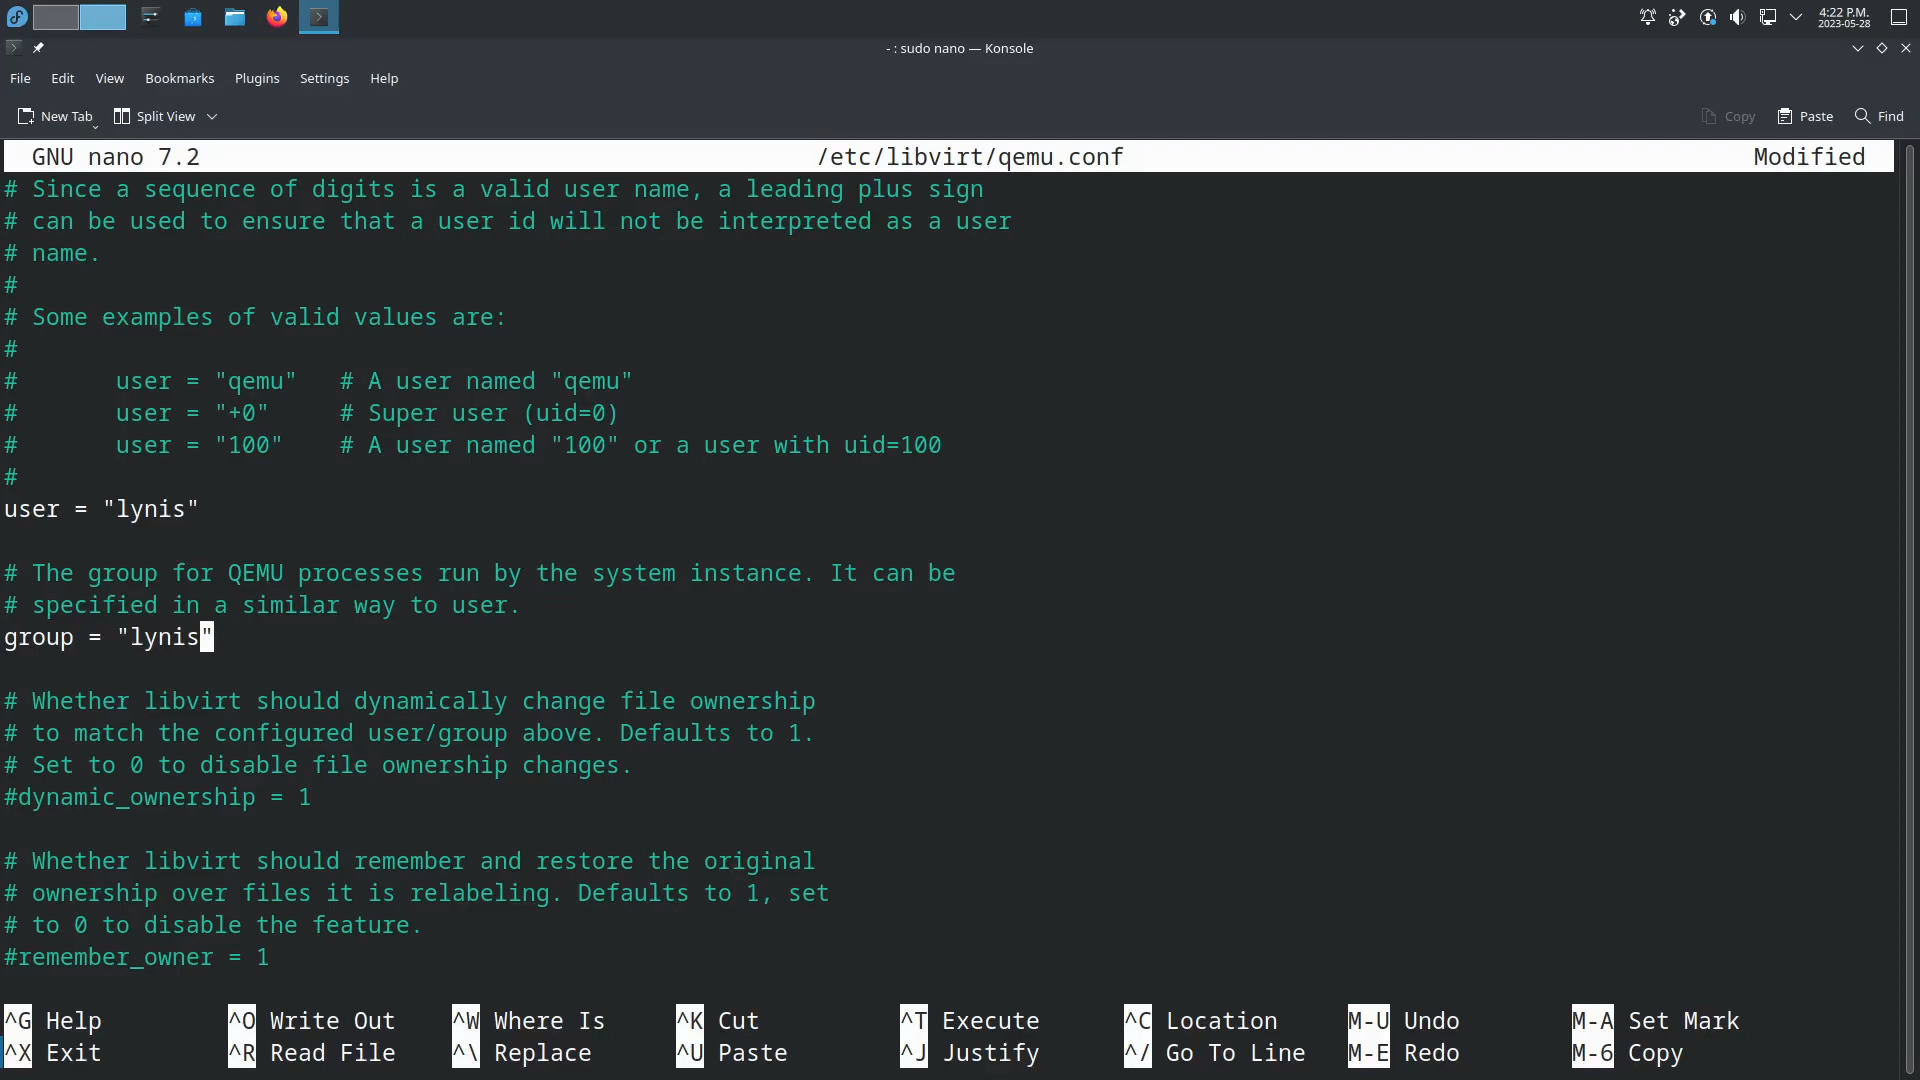 4:22 P.M.
2023-05-28
- : sudo nano — Konsole
File Edit View Bookmarks Plugins Settings Help
New Tab Split View Copy Paste Find
GNU nano 7.2 /etc/libvirt/qemu.conf Modified
# Since a sequence of digits is a valid user name, a leading plus sign
# can be used to ensure that a user id will not be interpreted as a user
# name.
#
# Some examples of valid values are:
#
#       user = "qemu"   # A user named "qemu"
#       user = "+0"     # Super user (uid=0)
#       user = "100"    # A user named "100" or a user with uid=100
#
user = "lynis"
# The group for QEMU processes run by the system instance. It can be
# specified in a similar way to user.
group = "lynis"
# Whether libvirt should dynamically change file ownership
# to match the configured user/group above. Defaults to 1.
# Set to 0 to disable file ownership changes.
#dynamic_ownership = 1
# Whether libvirt should remember and restore the original
# ownership over files it is relabeling. Defaults to 1, set
# to 0 to disable the feature.
#remember_owner = 1
^G Help ^O Write Out ^W Where Is ^K Cut ^T Execute ^C Location M-U Undo M-A Set Mark
^X Exit ^R Read File ^\ Replace ^U Paste ^J Justify ^/ Go To Line M-E Redo M-6 Copy